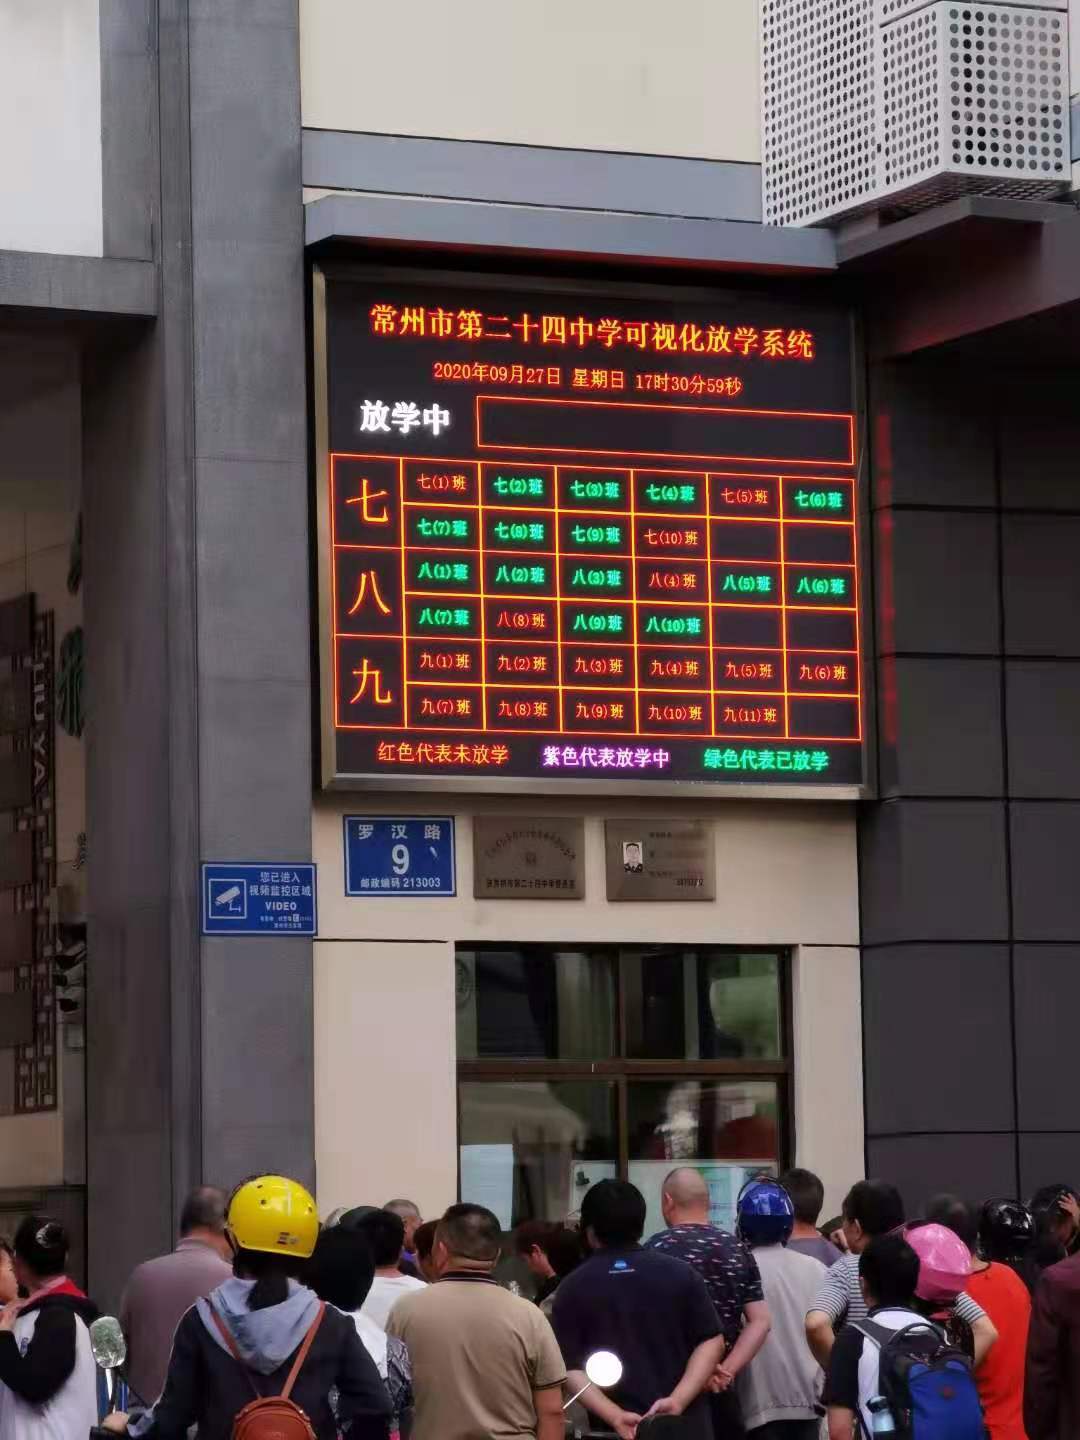 常州市第二十四中学可视化放学系统
2020年09月27日 星期日 17时30分59秒
放学中
七
七(1)班 七(2)班 七(3)班 七(4)班 七(5)班 七(6)班
七(7)班 七(8)班 七(9)班 七(10)班
八
八(1)班 八(2)班 八(3)班 八(4)班 八(5)班 八(6)班
八(7)班 八(8)班 八(9)班 八(10)班
九
九(1)班 九(2)班 九(3)班 九(4)班 九(5)班 九(6)班
九(7)班 九(8)班 九(9)班 九(10)班 九(11)班
红色代表未放学 紫色代表放学中 绿色代表已放学
罗汉路
9
邮政编码 213003
您已进入
视频监控区域
VIDEO